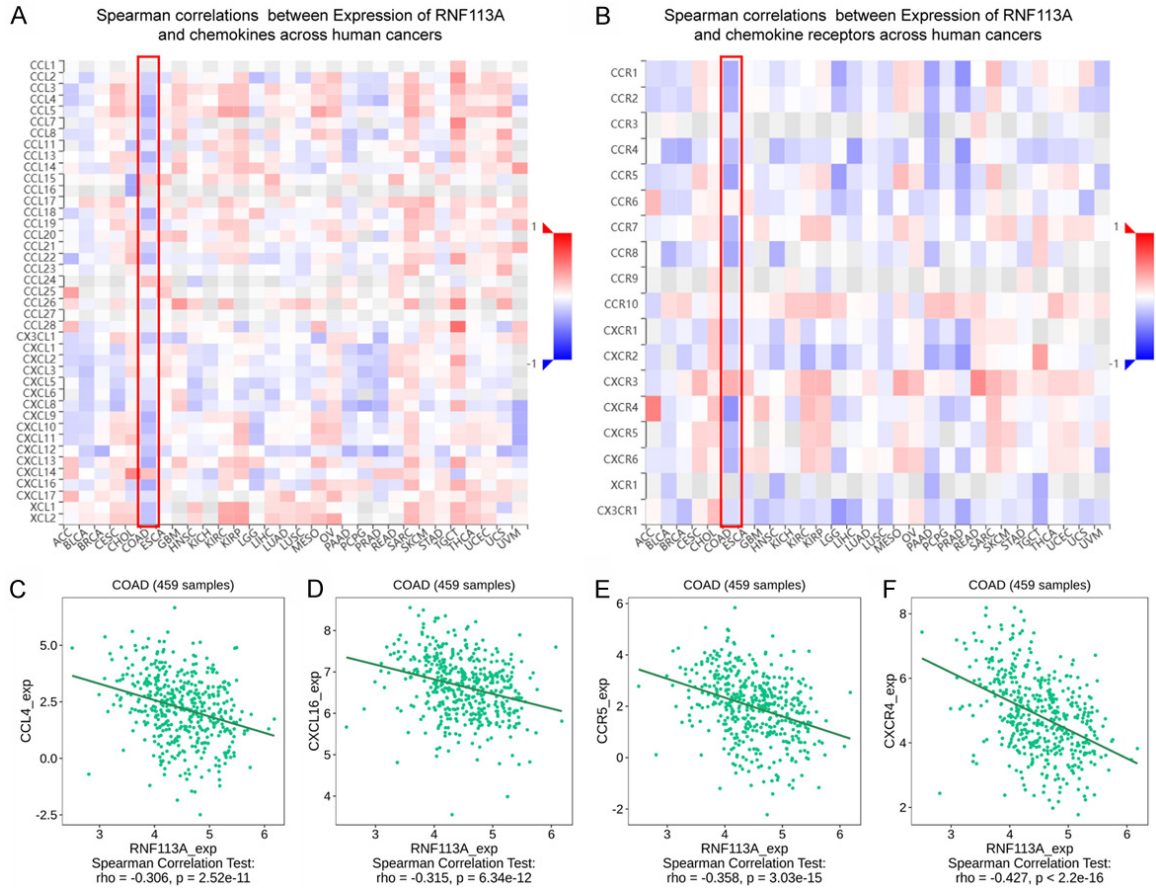 A
Spearman correlations between Expression of RNF113A
and chemokines across human cancers
CCL1
CCL2
CCL3
CCL4
CCL5
CCL7
CCL8
CCL11
CCL13
CCL14
CCL15
CCL16
CCL17
CCL18
CCL19
CCL20
CCL21
CCL22
CCL23
CCL24
CCL25
CCL26
CCL27
CCL28
CX3CL1
CXCL1
CXCL2
CXCL3
CXCL5
CXCL6
CXCL8
CXCL9
CXCL10
CXCL11
CXCL12
CXCL13
CXCL14
CXCL16
CXCL17
XCL1
XCL2
ACC
BLCA
BRCA
CESC
CHOL
COAD
ESCA
GBM
HNSC
KICH
KIRC
KIRP
LGG
LIHC
LUAD
LUSC
MESO
OV
PAAD
PCPG
PRAD
READ
SARC
SKCM
STAD
TGCT
THCA
UCEC
UCS
UVM
1
-1
B
Spearman correlations between Expression of RNF113A
and chemokine receptors across human cancers
CCR1
CCR2
CCR3
CCR4
CCR5
CCR6
CCR7
CCR8
CCR9
CCR10
CXCR1
CXCR2
CXCR3
CXCR4
CXCR5
CXCR6
XCR1
CX3CR1
ACC
BLCA
BRCA
CESC
CHOL
COAD
ESCA
GBM
HNSC
KICH
KIRC
KIRP
LGG
LIHC
LUAD
LUSC
MESO
OV
PAAD
PCPG
PRAD
READ
SARC
SKCM
STAD
TGCT
THCA
UCEC
UCS
UVM
1
-1
C
COAD (459 samples)
CCL4_exp
5.0
2.5
0.0
-2.5
3 4 5 6
RNF113A_exp
Spearman Correlation Test:
rho = -0.306, p = 2.52e-11
D
COAD (459 samples)
CXCL16_exp
8
7
6
7
4
3 4 5 6
RNF113A_exp
Spearman Correlation Test:
rho = -0.315, p = 6.34e-12
E
COAD (459 samples)
CCR5_exp
6
4
2
0
-2
3 4 5 6
RNF113A_exp
Spearman Correlation Test:
rho = -0.358, p = 3.03e-15
F
COAD (459 samples)
CXCR4_exp
8
6
4
2
3 4 5 6
RNF113A_exp
Spearman Correlation Test:
rho = -0.427, p < 2.2e-16